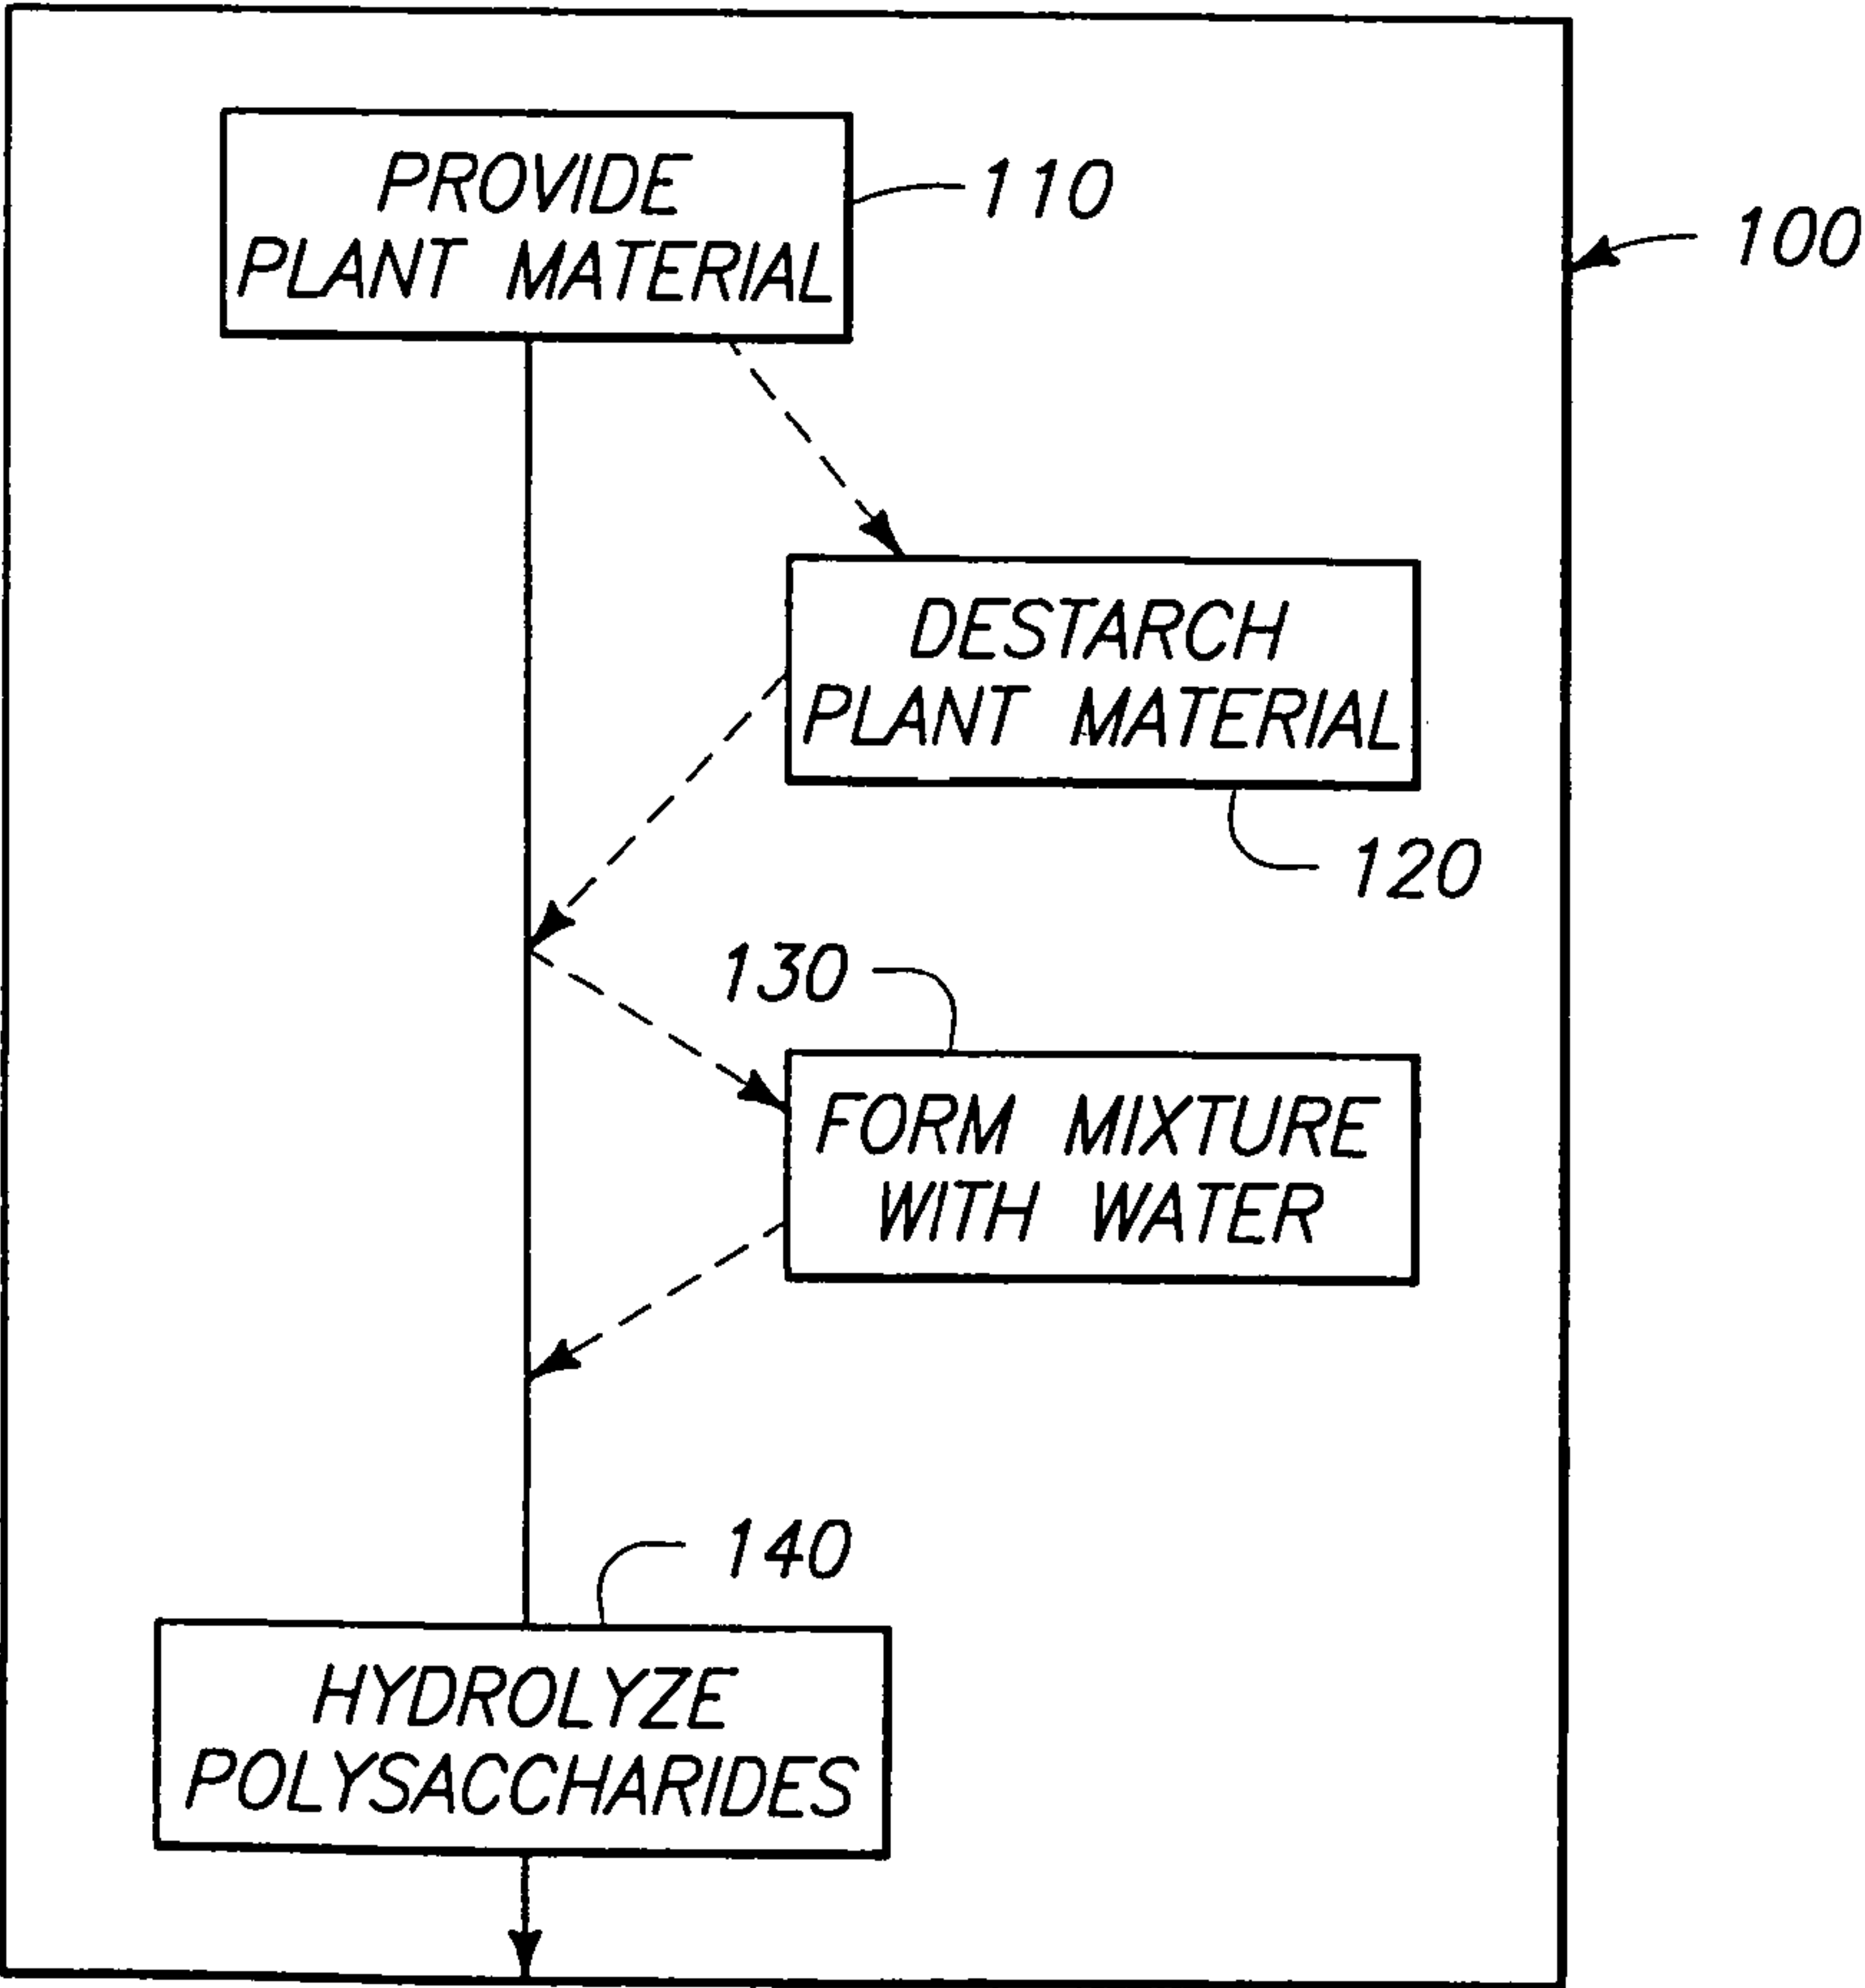 PROVIDE
PLANT MATERIAL
110
100
DESTARCH
PLANT MATERIAL
120
130
FORM MIXTURE
WITH WATER
140
HYDROLYZE
POLYSACCHARIDES